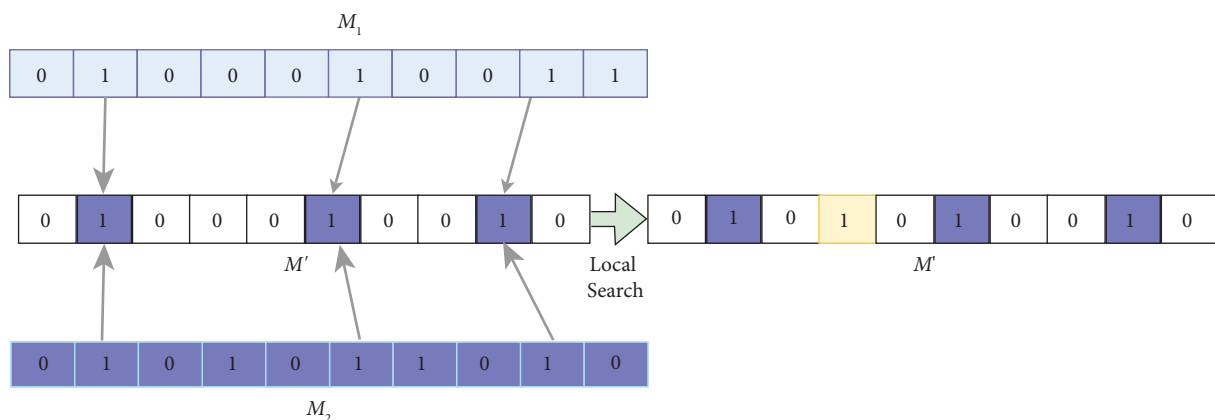 M₁
0 1 0 0 0 1 0 0 1 1
0 1 0 0 0 1 0 0 1 0
0 1 0 1 0 1 0 0 1 0
M′
Local
Search
M′
0 1 0 1 0 1 1 0 1 0
M₂